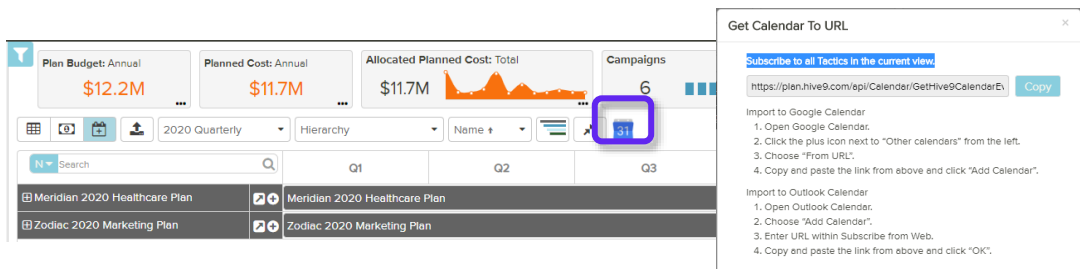 Plan Budget: Annual
$12.2M
Planned Cost: Annual
$11.7M
Allocated Planned Cost: Total
$11.7M
Campaigns
6
2020 Quarterly
Hierarchy
Name
31
N
Search
Q1
Q2
Q3
Meridian 2020 Healthcare Plan
Meridian 2020 Healthcare Plan
Zodiac 2020 Marketing Plan
Zodiac 2020 Marketing Plan
Get Calendar To URL
×
Subscribe to all Tactics in the current view.
https://plan.hive9.com/api/Calendar/GetHive9CalendarEv
Copy
Import to Google Calendar
1. Open Google Calendar.
2. Click the plus icon next to “Other calendars” from the left.
3. Choose “From URL”.
4. Copy and paste the link from above and click “Add Calendar”.
Import to Outlook Calendar
1. Open Outlook Calendar.
2. Choose “Add Calendar”.
3. Enter URL within Subscribe from Web.
4. Copy and paste the link from above and click “OK”.